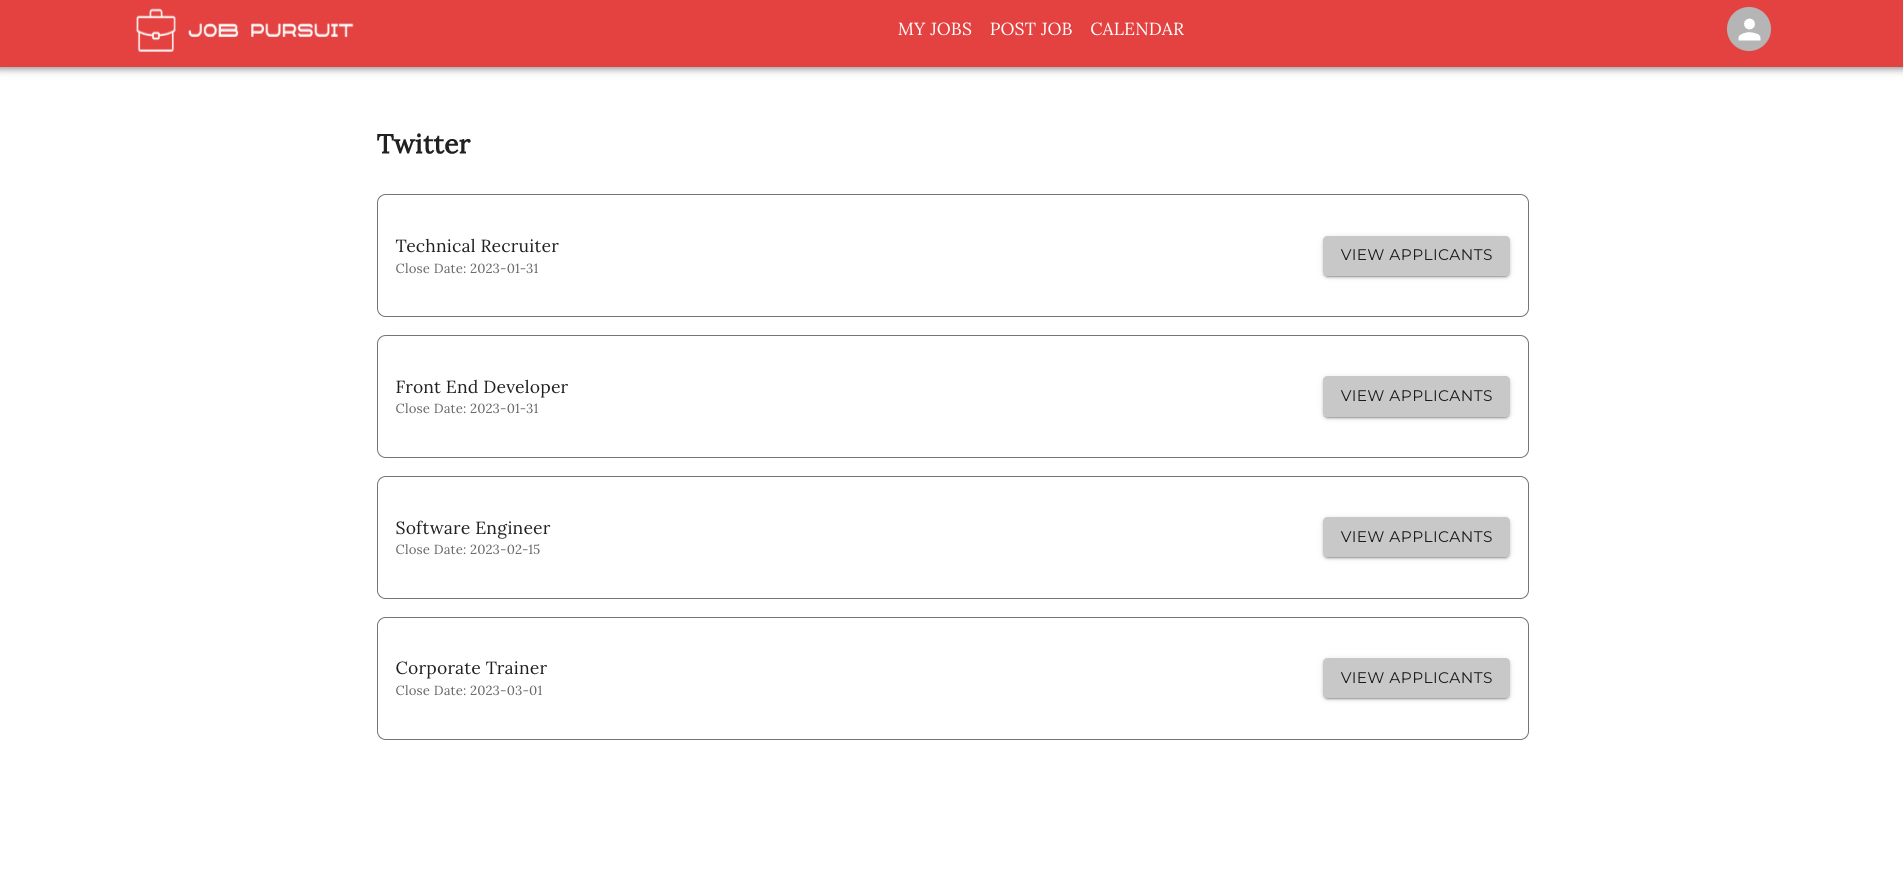 JOB PURSUIT
MY JOBS POST JOB CALENDAR
Twitter
Technical Recruiter
Close Date: 2023-01-31
VIEW APPLICANTS
Front End Developer
Close Date: 2023-01-31
VIEW APPLICANTS
Software Engineer
Close Date: 2023-02-15
VIEW APPLICANTS
Corporate Trainer
Close Date: 2023-03-01
VIEW APPLICANTS